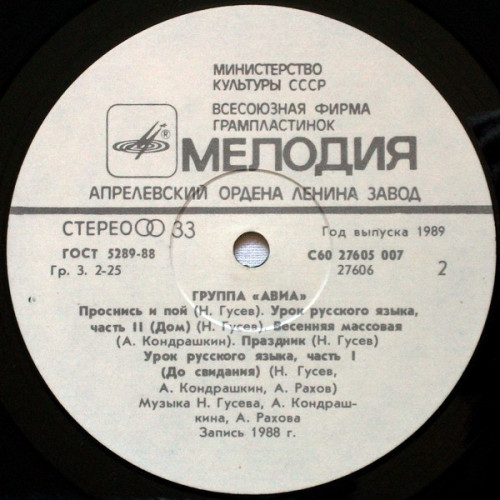 МИНИСТЕРСТВО
КУЛЬТУРЫ СССР
ВСЕСОЮЗНАЯ ФИРМА
ГРАМПЛАСТИНОК
®
МЕЛОДИЯ
АПРЕЛЕВСКИЙ ОРДЕНА ЛЕНИНА ЗАВОД
СТЕРЕО 33
Год выпуска 1989
ГОСТ 5289-88
С60 27605 007
Гр. 3. 2-25
27606
2
ГРУППА «АВИА»
Проснись и пой (Н. Гусев). Урок русского языка,
часть II (Дом) (Н. Гусев). Весенняя массовая
(А. Кондрашкин). Праздник (Н. Гусев)
Урок русского языка, часть I
(До свидания) (Н. Гусев,
А. Кондрашкин, А. Рахов)
Музыка Н. Гусева, А. Кондраш-
кина, А. Рахова
Запись 1988 г.